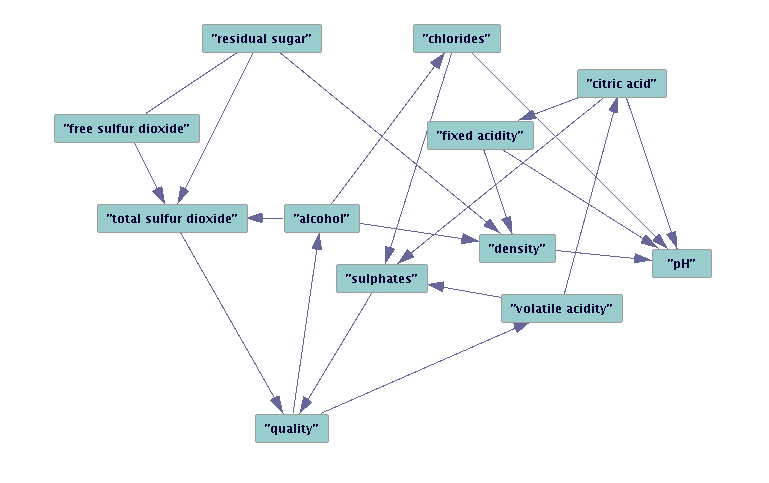 "residual sugar"
"chlorides"
"citric acid"
"free sulfur dioxide"
"fixed acidity"
"total sulfur dioxide"
"alcohol"
"density"
"pH"
"sulphates"
"volatile acidity"
"quality"